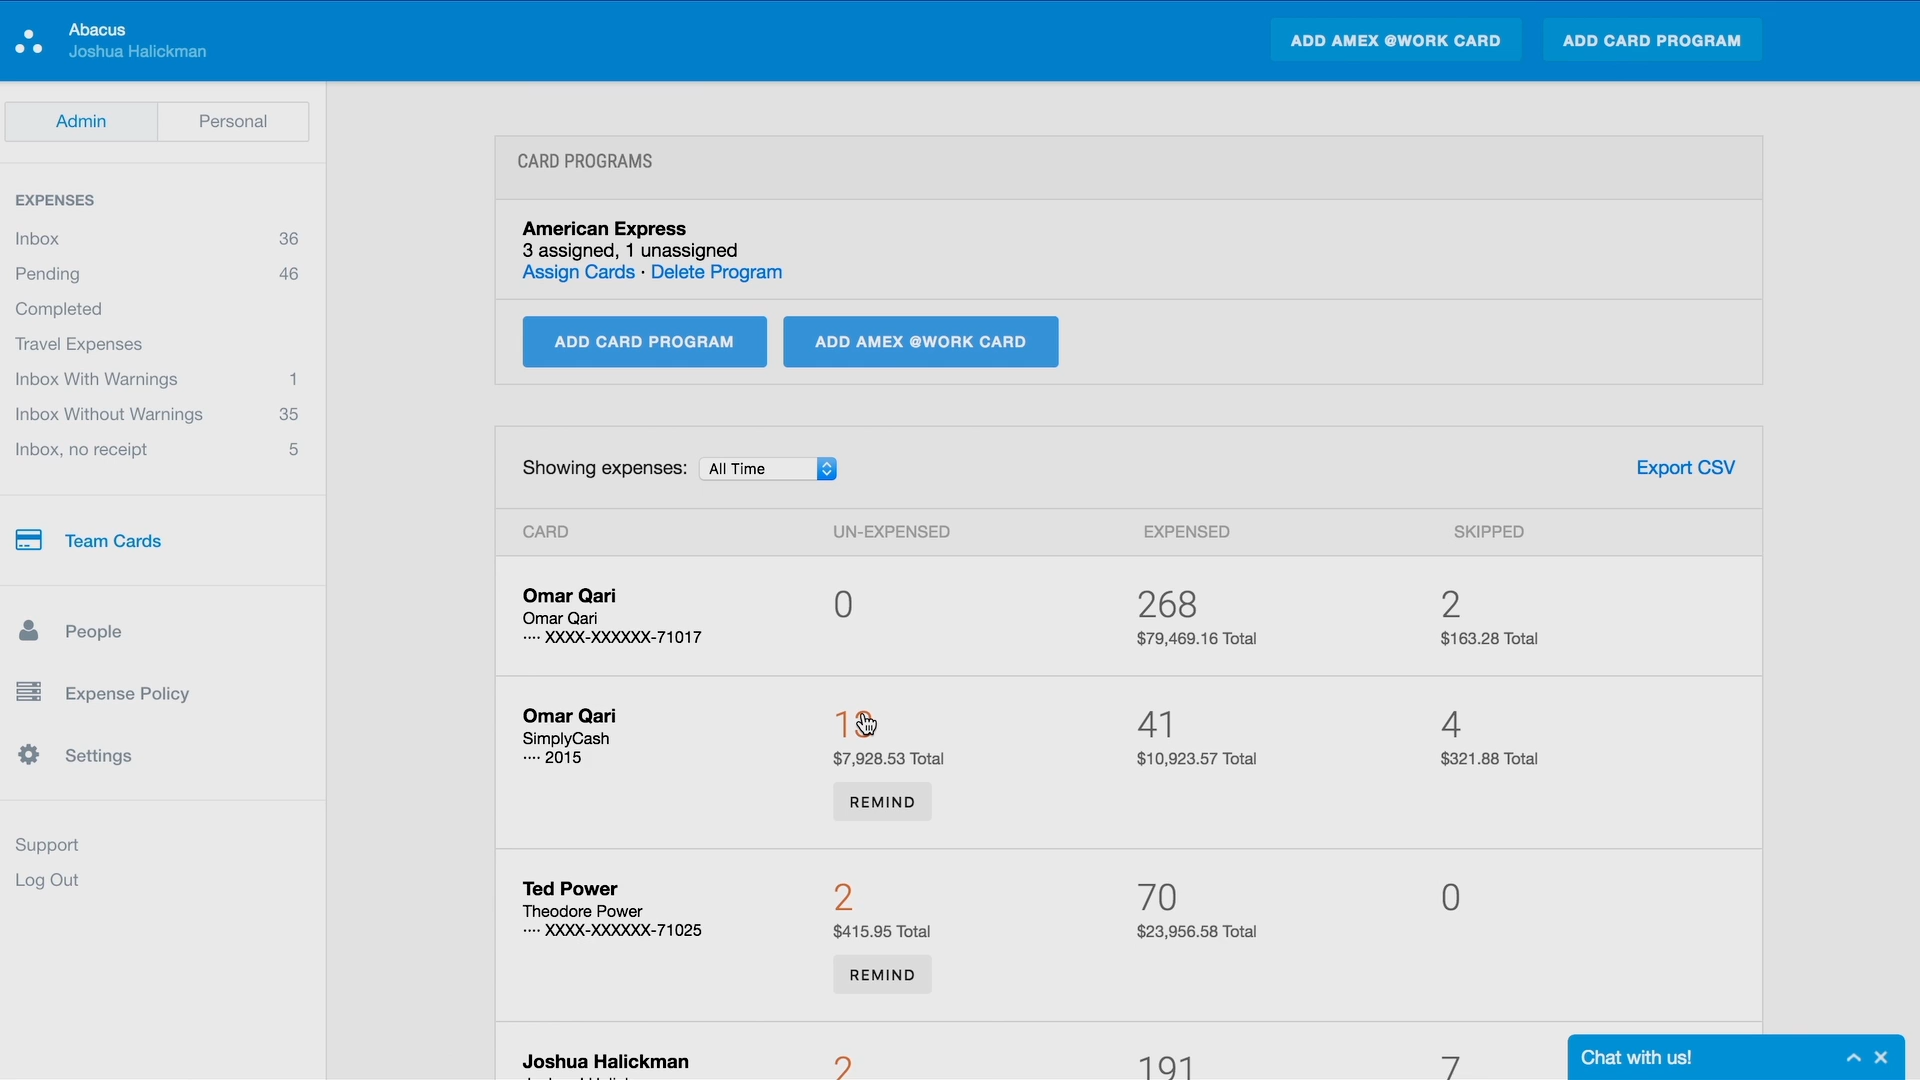 Abacus
Joshua Halickman
ADD AMEX @WORK CARD
ADD CARD PROGRAM
Admin
Personal
EXPENSES
Inbox 36
Pending 46
Completed
Travel Expenses
Inbox With Warnings 1
Inbox Without Warnings 35
Inbox, no receipt 5
Team Cards
People
Expense Policy
Settings
Support
Log Out
CARD PROGRAMS
American Express
3 assigned, 1 unassigned
Assign Cards · Delete Program
ADD CARD PROGRAM
ADD AMEX @WORK CARD
Showing expenses: All Time
Export CSV
CARD UN-EXPENSED EXPENSED SKIPPED
Omar Qari
Omar Qari
···· XXXX-XXXXXX-71017
0
268
$79,469.16 Total
2
$163.28 Total
Omar Qari
SimplyCash
···· 2015
$7,928.53 Total
REMIND
41
$10,923.57 Total
4
$321.88 Total
Ted Power
Theodore Power
···· XXXX-XXXXXX-71025
2
$415.95 Total
REMIND
70
$23,956.58 Total
0
Joshua Halickman
2
191
7
Chat with us!